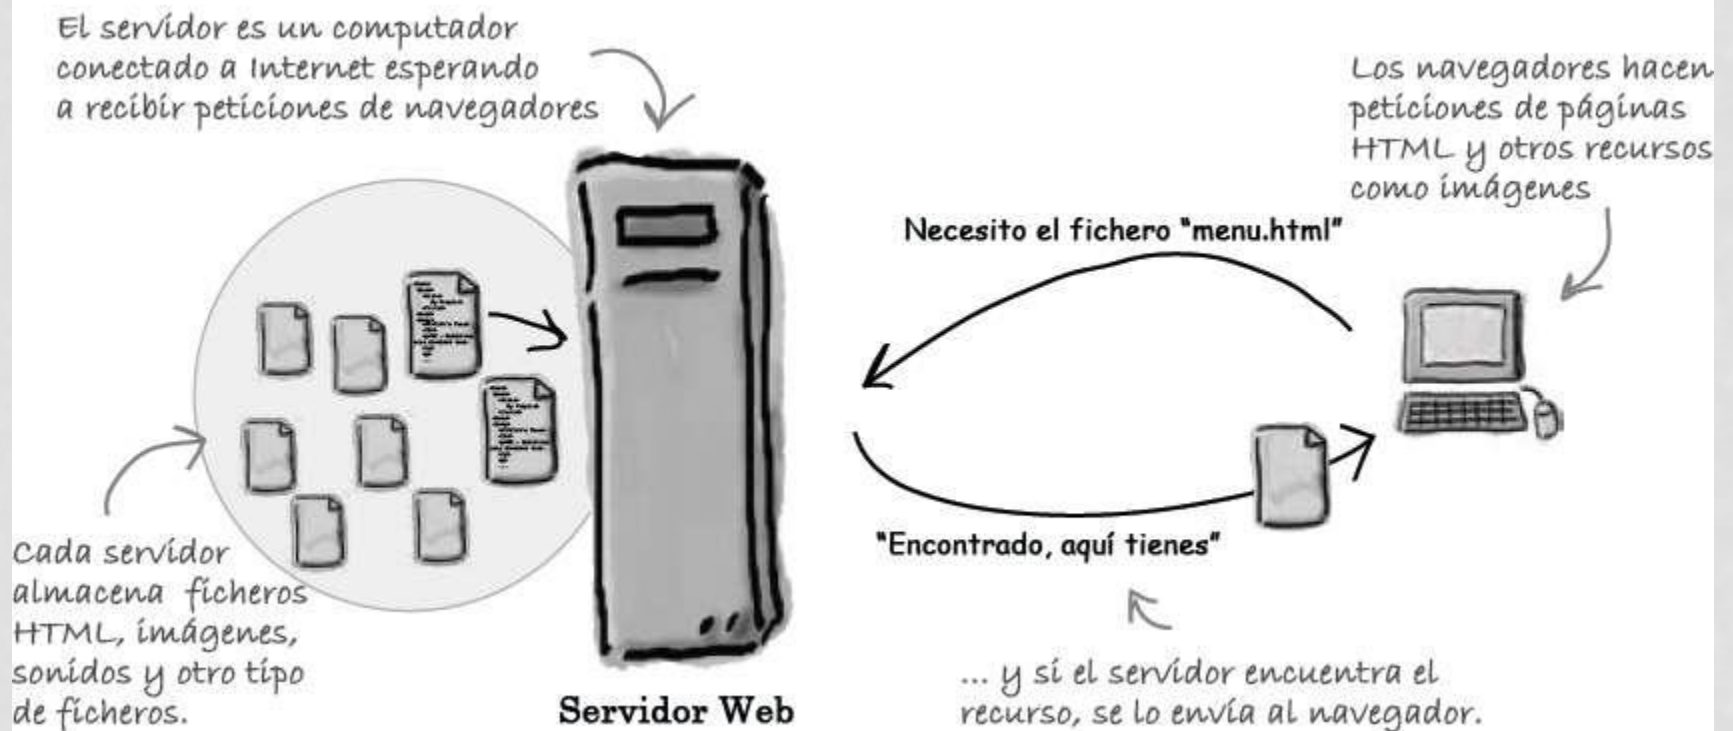 El servidor es un computador
conectado a Internet esperando
a recibir peticiones de navegadores
Los navegadores hacen
peticiones de páginas
HTML y otros recursos
como imágenes
Necesito el fichero "menu.html"
"Encontrado, aquí tienes"
Cada servidor
almacena ficheros
HTML, imágenes,
sonidos y otro tipo
de ficheros.
Servidor Web
... y si el servidor encuentra el
recurso, se lo envía al navegador.